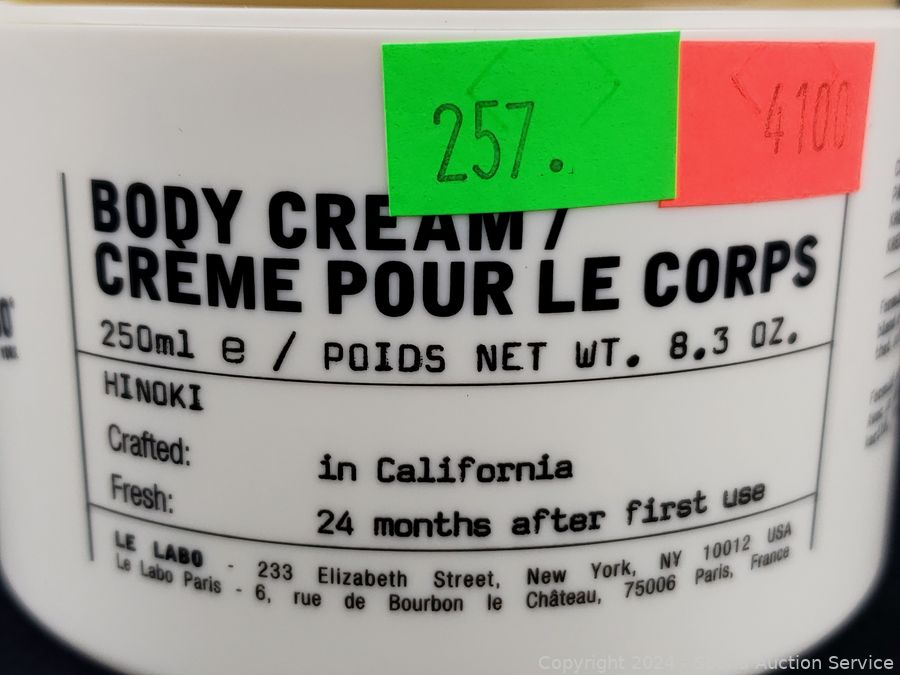 257.
4100
BODY CREAM /
CRÈME POUR LE CORPS
250ml e / POIDS NET WT. 8.3 OZ.
HINOKI
Crafted: in California
Fresh: 24 months after first use
LE LABO - 233 Elizabeth Street, New York, NY 10012 USA
Le Labo Paris - 6, rue de Bourbon le Château, 75006 Paris, France
Copyright 2024 - Sports Auction Service